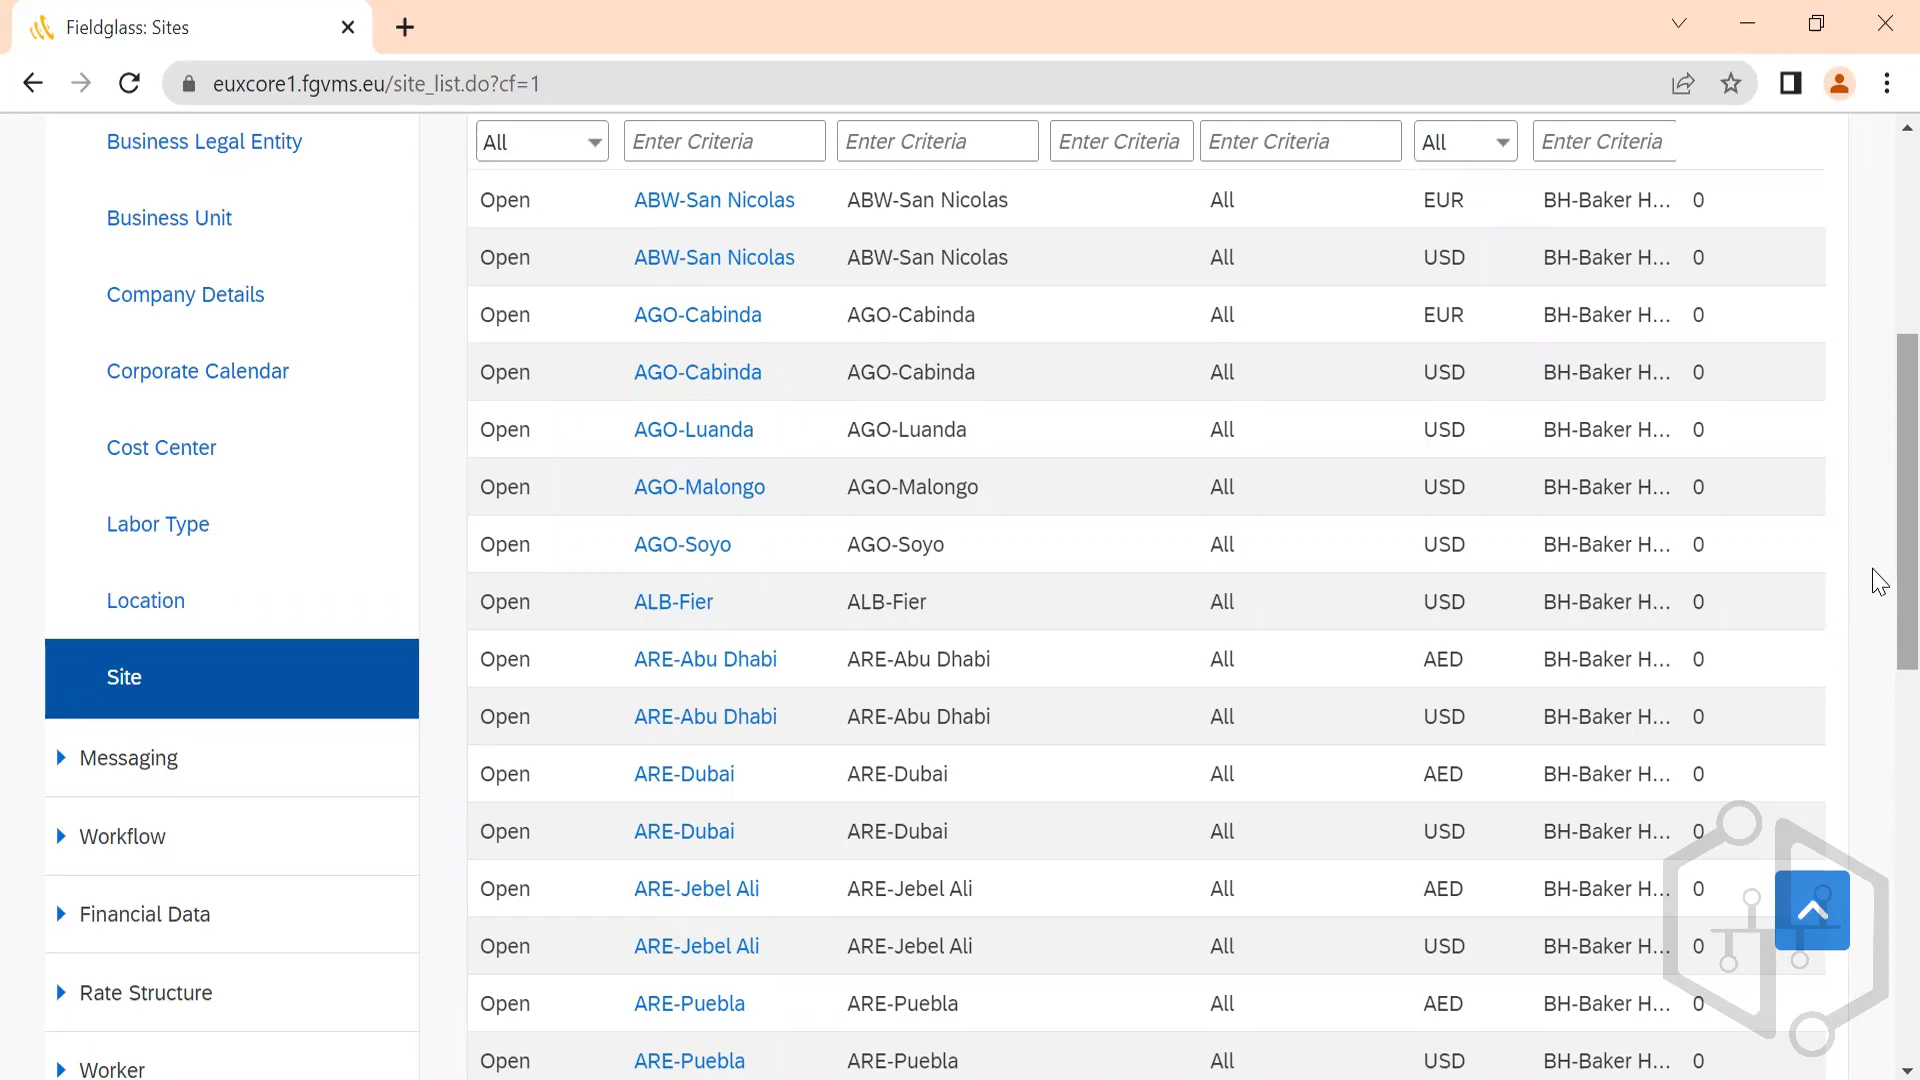 Fieldglass: Sites
euxcore1.fgvms.eu/site_list.do?cf=1
Business Legal Entity
Business Unit
Company Details
Corporate Calendar
Cost Center
Labor Type
Location
Site
Messaging
Workflow
Financial Data
Rate Structure
Worker
All Enter Criteria Enter Criteria Enter Criteria Enter Criteria All Enter Criteria
Open ABW-San Nicolas ABW-San Nicolas All EUR BH-Baker H... 0
Open ABW-San Nicolas ABW-San Nicolas All USD BH-Baker H... 0
Open AGO-Cabinda AGO-Cabinda All EUR BH-Baker H... 0
Open AGO-Cabinda AGO-Cabinda All USD BH-Baker H... 0
Open AGO-Luanda AGO-Luanda All USD BH-Baker H... 0
Open AGO-Malongo AGO-Malongo All USD BH-Baker H... 0
Open AGO-Soyo AGO-Soyo All USD BH-Baker H... 0
Open ALB-Fier ALB-Fier All USD BH-Baker H... 0
Open ARE-Abu Dhabi ARE-Abu Dhabi All AED BH-Baker H... 0
Open ARE-Abu Dhabi ARE-Abu Dhabi All USD BH-Baker H... 0
Open ARE-Dubai ARE-Dubai All AED BH-Baker H... 0
Open ARE-Dubai ARE-Dubai All USD BH-Baker H... 0
Open ARE-Jebel Ali ARE-Jebel Ali All AED BH-Baker H... 0
Open ARE-Jebel Ali ARE-Jebel Ali All USD BH-Baker H... 0
Open ARE-Puebla ARE-Puebla All AED BH-Baker H... 0
Open ARE-Puebla ARE-Puebla All USD BH-Baker H... 0